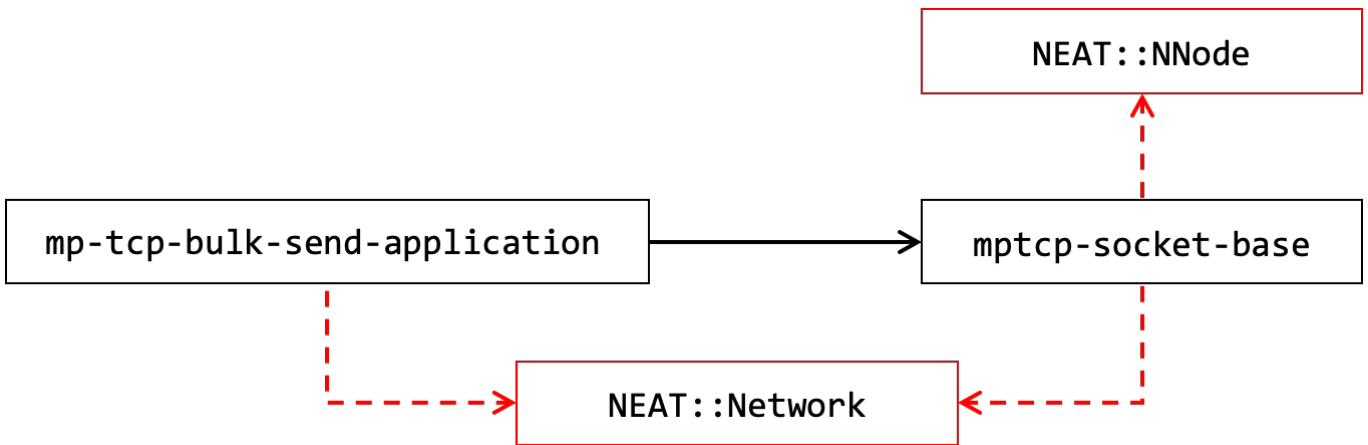 NEAT::NNode
mp-tcp-bulk-send-application
mptcp-socket-base
NEAT::Network